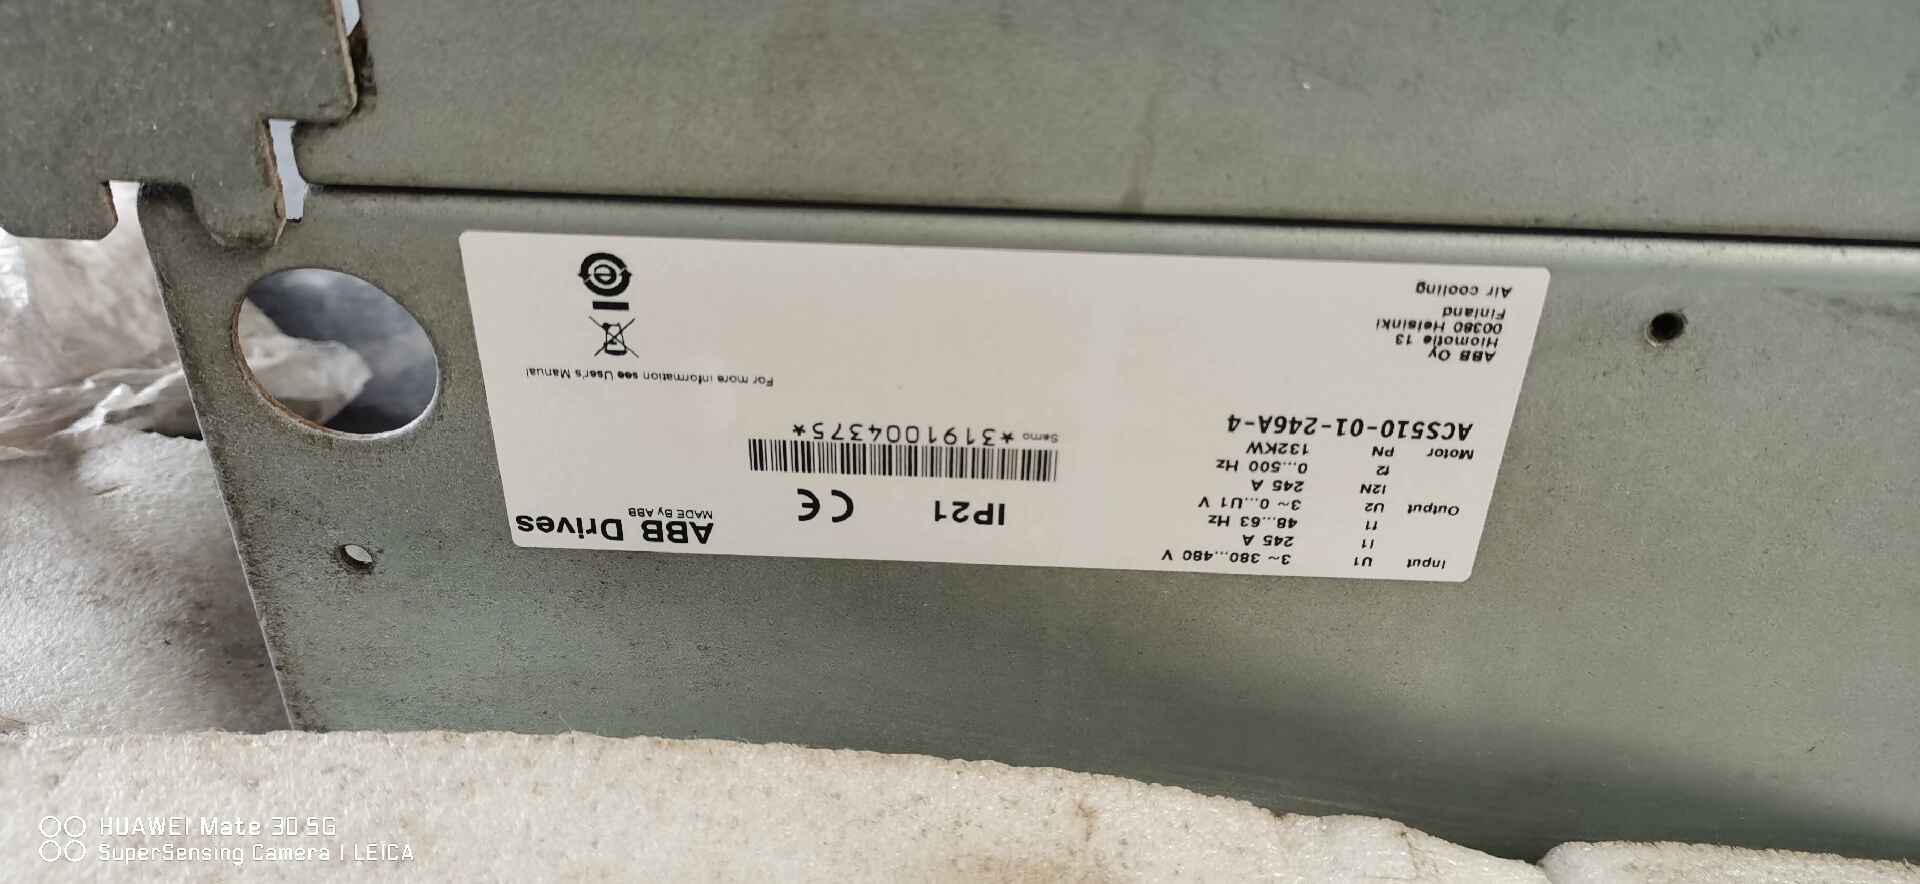 Input U1 3~ 380...480 V
I1 245 A
f1 48...63 Hz
Output U2 3~ 0...U1 V
I2N 245 A
f2 0...500 Hz
Motor PN 132KW
ACS510-01-246A-4
ABB Oy
Hiomotie 13
00380 Helsinki
Finland
Air cooling
IP21 CE
*3191004375*
ABB Drives
MADE By ABB
For more information see User's Manual
e
HUAWEI Mate 30 5G
SuperSensing Camera | LEICA